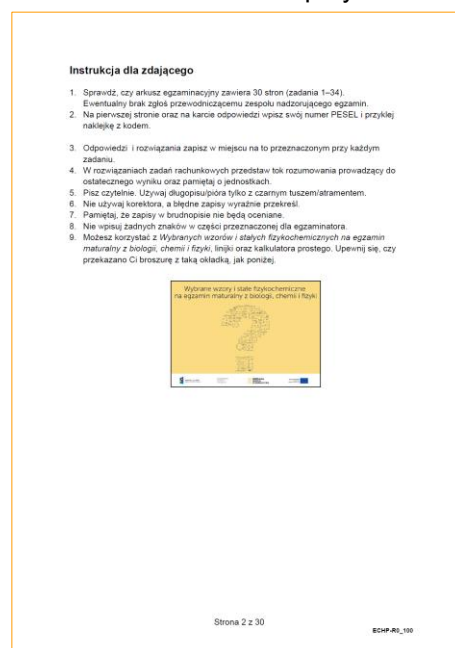 Instrukcja dla zdającego
1. Sprawdź, czy arkusz egzaminacyjny zawiera 30 stron (zadania 1–34).
Ewentualny brak zgłoś przewodniczącemu zespołu nadzorującego egzamin.
2. Na pierwszej stronie oraz na karcie odpowiedzi wpisz swój numer PESEL i przyklej
naklejkę z kodem.
3. Odpowiedzi i rozwiązania zapisz w miejscu na to przeznaczonym przy każdym
zadaniu.
4. W rozwiązaniach zadań rachunkowych przedstaw tok rozumowania prowadzący do
ostatecznego wyniku oraz pamiętaj o jednostkach.
5. Pisz czytelnie. Używaj długopisu/pióra tylko z czarnym tuszem/atramentem.
6. Nie używaj korektora, a błędne zapisy wyraźnie przekreśl.
7. Pamiętaj, że zapisy w brudnopisie nie będą oceniane.
8. Nie wpisuj żadnych znaków w części przeznaczonej dla egzaminatora.
9. Możesz korzystać z Wybranych wzorów i stałych fizykochemicznych na egzamin
maturalny z biologii, chemii i fizyki, linijki oraz kalkulatora prostego. Upewnij się, czy
przekazano Ci broszurę z taką okładką, jak poniżej.
Wybrane wzory i stałe fizykochemiczne
na egzamin maturalny z biologii, chemii i fizyki
Strona 2 z 30
ECHP-R0_100